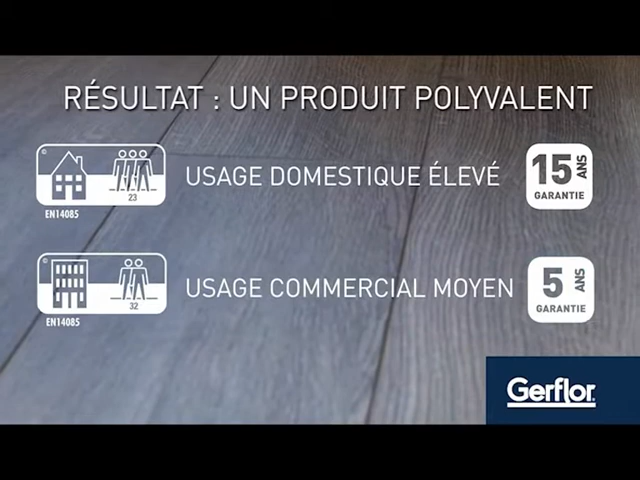 RÉSULTAT : UN PRODUIT POLYVALENT
©
23
EN14085
USAGE DOMESTIQUE ÉLEVÉ
15 ANS
GARANTIE
©
32
EN14085
USAGE COMMERCIAL MOYEN
5 ANS
GARANTIE
Gerflor